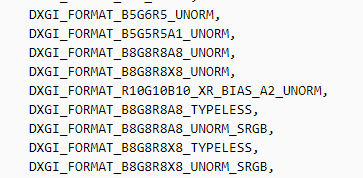 DXGI_FORMAT_B5G6R5_UNORM,
DXGI_FORMAT_B5G5R5A1_UNORM,
DXGI_FORMAT_B8G8R8A8_UNORM,
DXGI_FORMAT_B8G8R8X8_UNORM,
DXGI_FORMAT_R10G10B10_XR_BIAS_A2_UNORM,
DXGI_FORMAT_B8G8R8A8_TYPELESS,
DXGI_FORMAT_B8G8R8A8_UNORM_SRGB,
DXGI_FORMAT_B8G8R8X8_TYPELESS,
DXGI_FORMAT_B8G8R8X8_UNORM_SRGB,